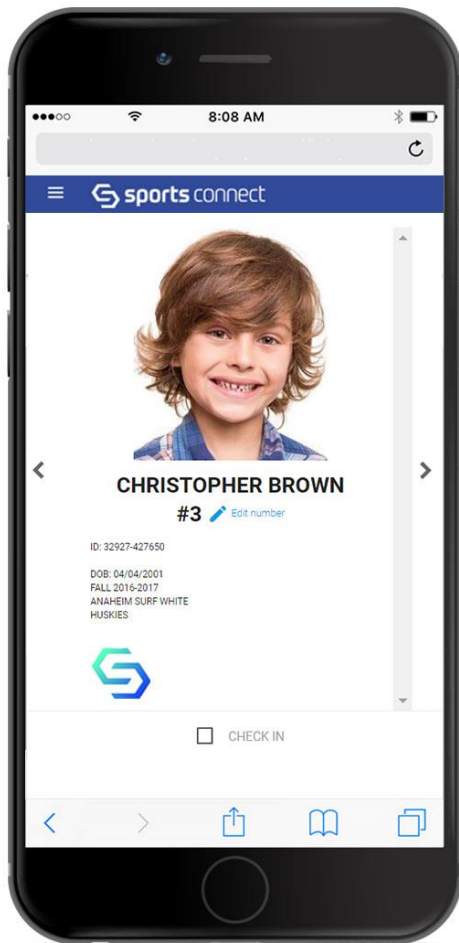 8:08 AM
sports connect
CHRISTOPHER BROWN
#3 Edit number
ID: 32927-427650
DOB: 04/04/2001
FALL 2016-2017
ANAHEIM SURF WHITE
HUSKIES
CHECK IN